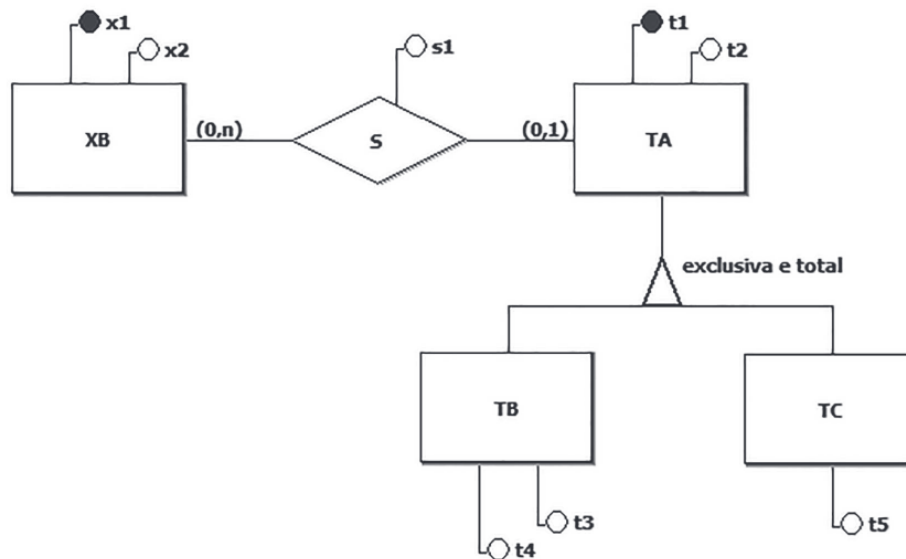 x1
x2
s1
t1
t2
XB
(0,n)
S
(0,1)
TA
exclusiva e total
TB
TC
t3
t4
t5